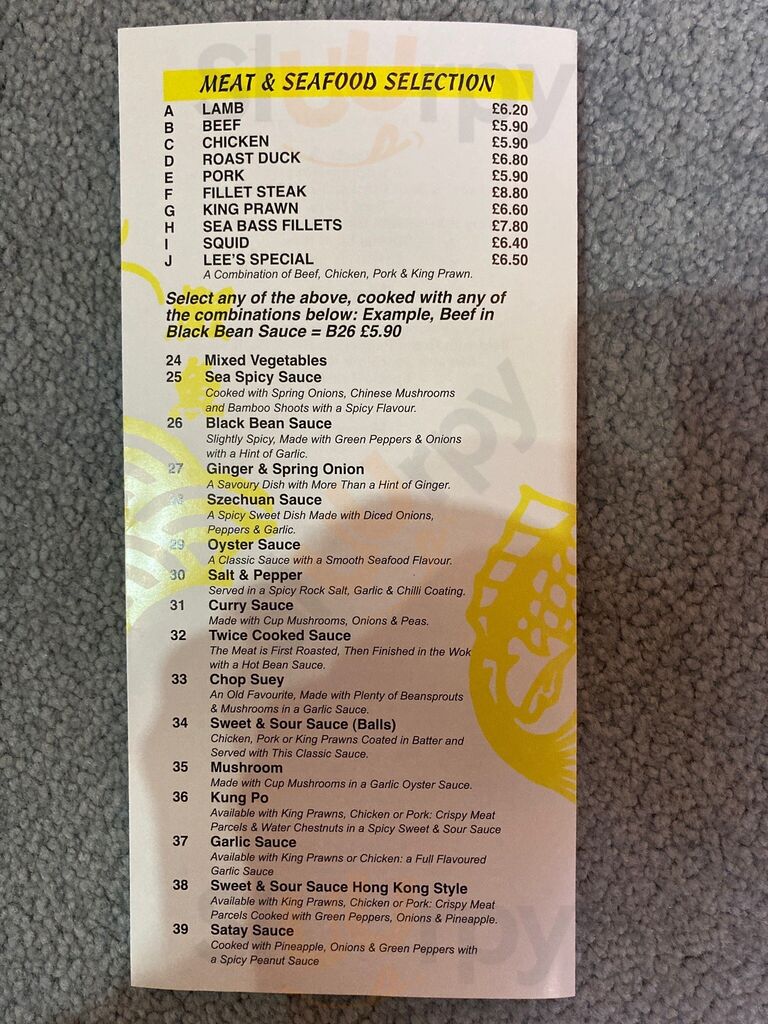 MEAT & SEAFOOD SELECTION
A LAMB £6.20
B BEEF £5.90
C CHICKEN £5.90
D ROAST DUCK £6.80
E PORK £5.90
F FILLET STEAK £8.80
G KING PRAWN £6.60
H SEA BASS FILLETS £7.80
I SQUID £6.40
J LEE'S SPECIAL £6.50
A Combination of Beef, Chicken, Pork & King Prawn.
Select any of the above, cooked with any of
the combinations below: Example, Beef in
Black Bean Sauce = B26 £5.90
24 Mixed Vegetables
25 Sea Spicy Sauce
Cooked with Spring Onions, Chinese Mushrooms
and Bamboo Shoots with a Spicy Flavour.
26 Black Bean Sauce
Slightly Spicy, Made with Green Peppers & Onions
with a Hint of Garlic.
27 Ginger & Spring Onion
A Savoury Dish with More Than a Hint of Ginger.
28 Szechuan Sauce
A Spicy Sweet Dish Made with Diced Onions,
Peppers & Garlic.
29 Oyster Sauce
A Classic Sauce with a Smooth Seafood Flavour.
30 Salt & Pepper
Served in a Spicy Rock Salt, Garlic & Chilli Coating.
31 Curry Sauce
Made with Cup Mushrooms, Onions & Peas.
32 Twice Cooked Sauce
The Meat is First Roasted, Then Finished in the Wok
with a Hot Bean Sauce.
33 Chop Suey
An Old Favourite, Made with Plenty of Beansprouts
& Mushrooms in a Garlic Sauce.
34 Sweet & Sour Sauce (Balls)
Chicken, Pork or King Prawns Coated in Batter and
Served with This Classic Sauce.
35 Mushroom
Made with Cup Mushrooms in a Garlic Oyster Sauce.
36 Kung Po
Available with King Prawns, Chicken or Pork: Crispy Meat
Parcels & Water Chestnuts in a Spicy Sweet & Sour Sauce
37 Garlic Sauce
Available with King Prawns or Chicken: a Full Flavoured
Garlic Sauce
38 Sweet & Sour Sauce Hong Kong Style
Available with King Prawns, Chicken or Pork: Crispy Meat
Parcels Cooked with Green Peppers, Onions & Pineapple.
39 Satay Sauce
Cooked with Pineapple, Onions & Green Peppers with
a Spicy Peanut Sauce
Sluurpy